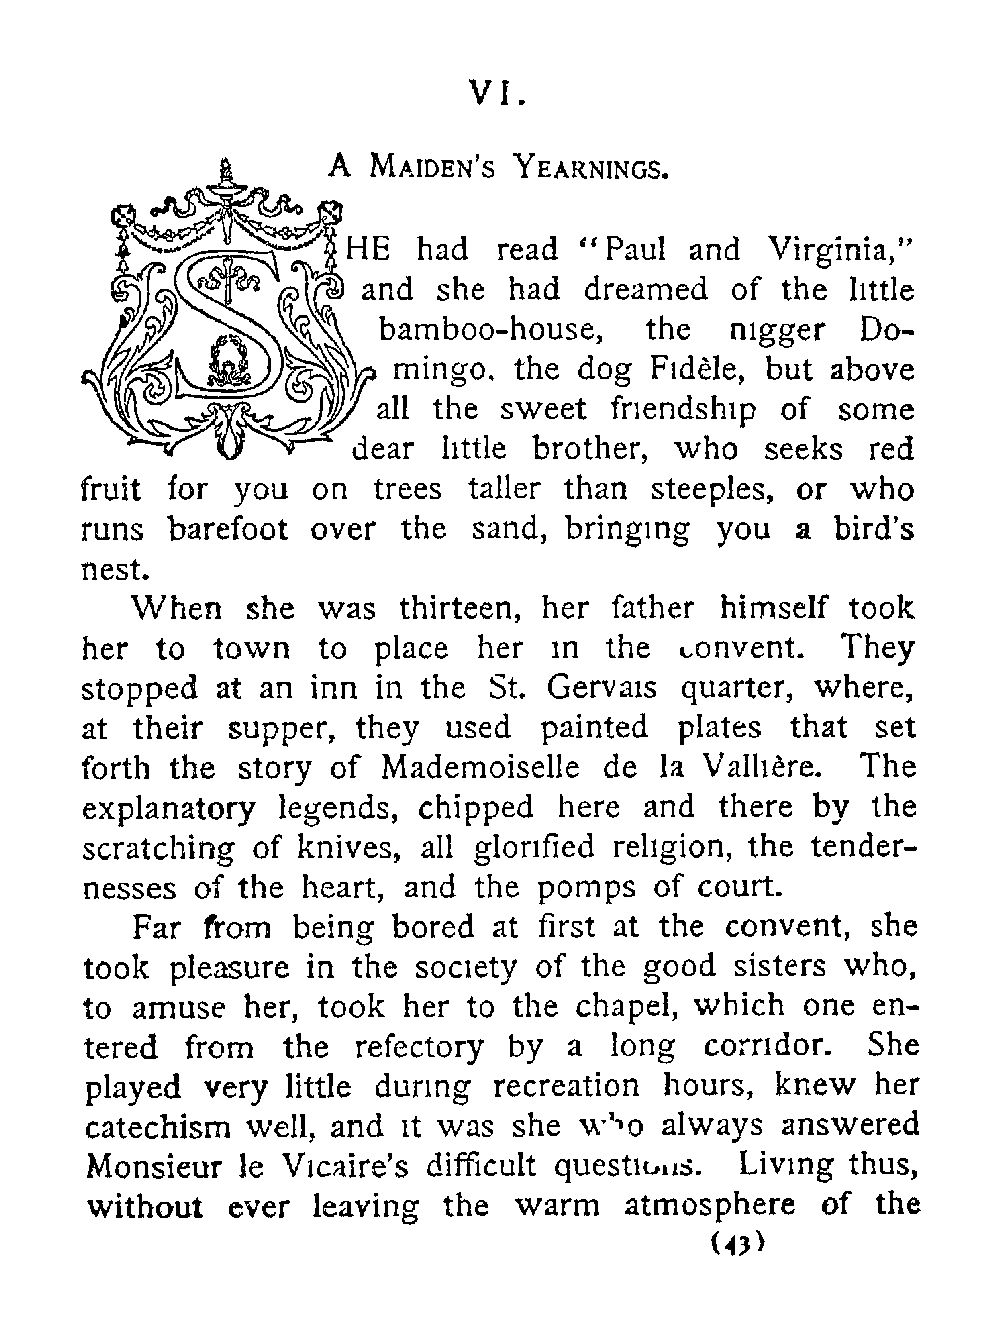 VI.
A MAIDEN'S YEARNINGS.
SHE had read "Paul and Virginia,"
and she had dreamed of the little
bamboo-house, the nigger Do-
mingo, the dog Fidèle, but above
all the sweet friendship of some
dear little brother, who seeks red
fruit for you on trees taller than steeples, or who
runs barefoot over the sand, bringing you a bird's
nest.
When she was thirteen, her father himself took
her to town to place her in the convent. They
stopped at an inn in the St. Gervais quarter, where,
at their supper, they used painted plates that set
forth the story of Mademoiselle de la Vallière. The
explanatory legends, chipped here and there by the
scratching of knives, all glorified religion, the tender-
nesses of the heart, and the pomps of court.
Far from being bored at first at the convent, she
took pleasure in the society of the good sisters who,
to amuse her, took her to the chapel, which one en-
tered from the refectory by a long corridor. She
played very little during recreation hours, knew her
catechism well, and it was she who always answered
Monsieur le Vicaire's difficult questions. Living thus,
without ever leaving the warm atmosphere of the
(43)